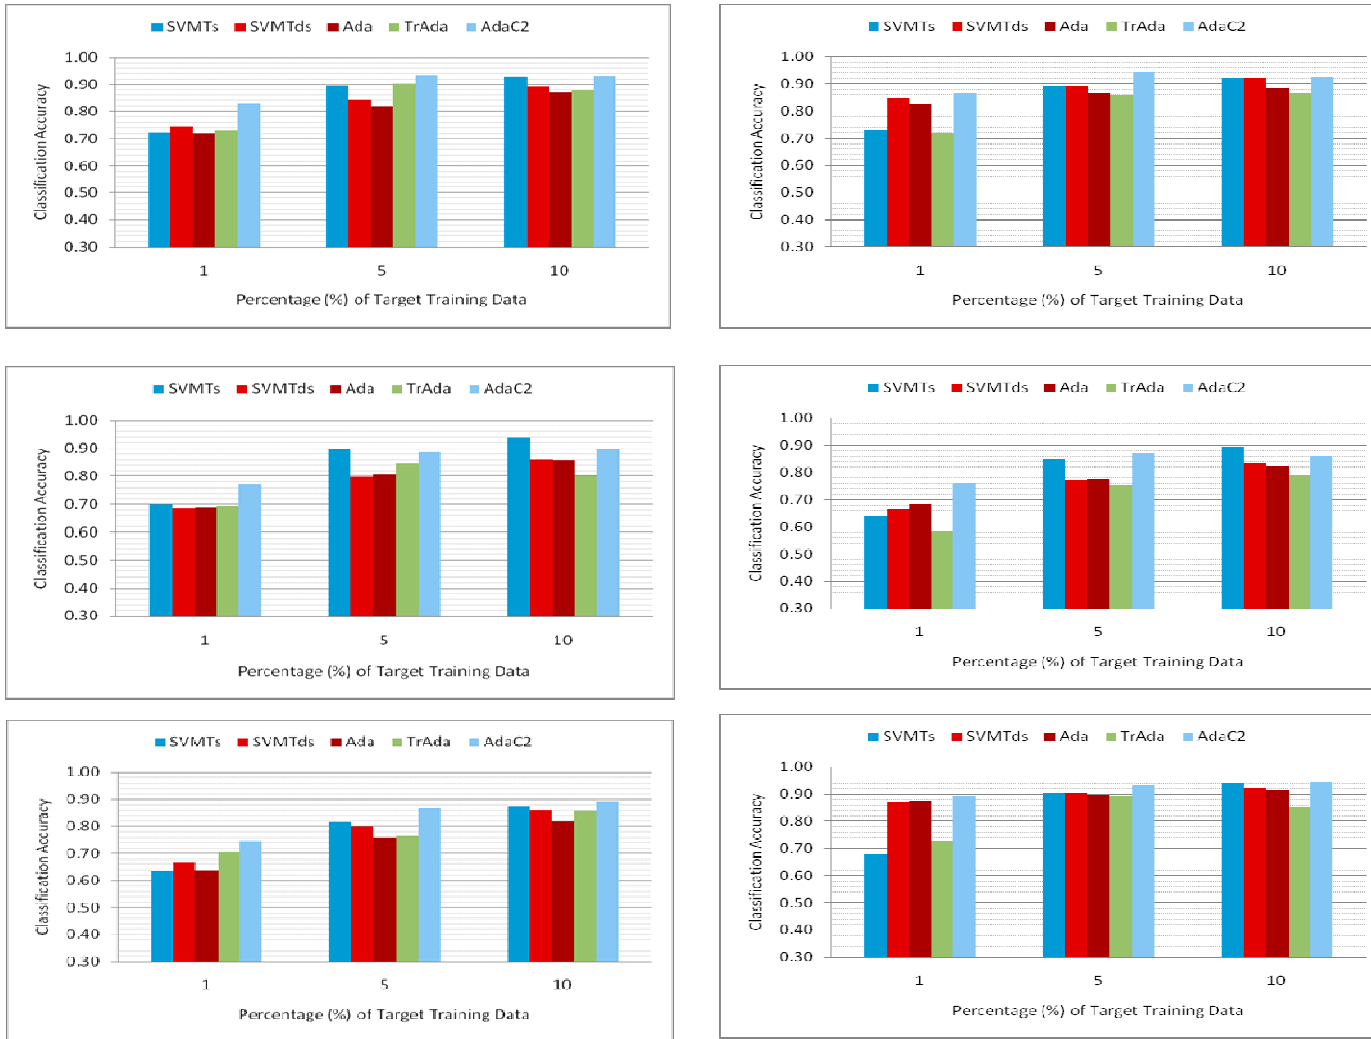 SVMTs SVMTds Ada TrAda AdaC2
Classification Accuracy
1.00
0.90
0.80
0.70
0.60
0.50
0.40
0.30
1 5 10
Percentage (%) of Target Training Data
SVMTs SVMTds Ada TrAda AdaC2
Classification Accuracy
1.00
0.90
0.80
0.70
0.60
0.50
0.40
0.30
1 5 10
Percentage (%) of Target Training Data
SVMTs SVMTds Ada TrAda AdaC2
Classification Accuracy
1.00
0.90
0.80
0.70
0.60
0.50
0.40
0.30
1 5 10
Percentage (%) of Target Training Data
SVMTs SVMTds Ada TrAda AdaC2
Classification Accuracy
1.00
0.90
0.80
0.70
0.60
0.50
0.40
0.30
1 5 10
Percentage (%) of Target Training Data
SVMTs SVMTds Ada TrAda AdaC2
Classification Accuracy
1.00
0.90
0.80
0.70
0.60
0.50
0.40
0.30
1 5 10
Percentage (%) of Target Training Data
SVMTs SVMTds Ada TrAda AdaC2
Classification Accuracy
1.00
0.90
0.80
0.70
0.60
0.50
0.40
0.30
1 5 10
Percentage (%) of Target Training Data